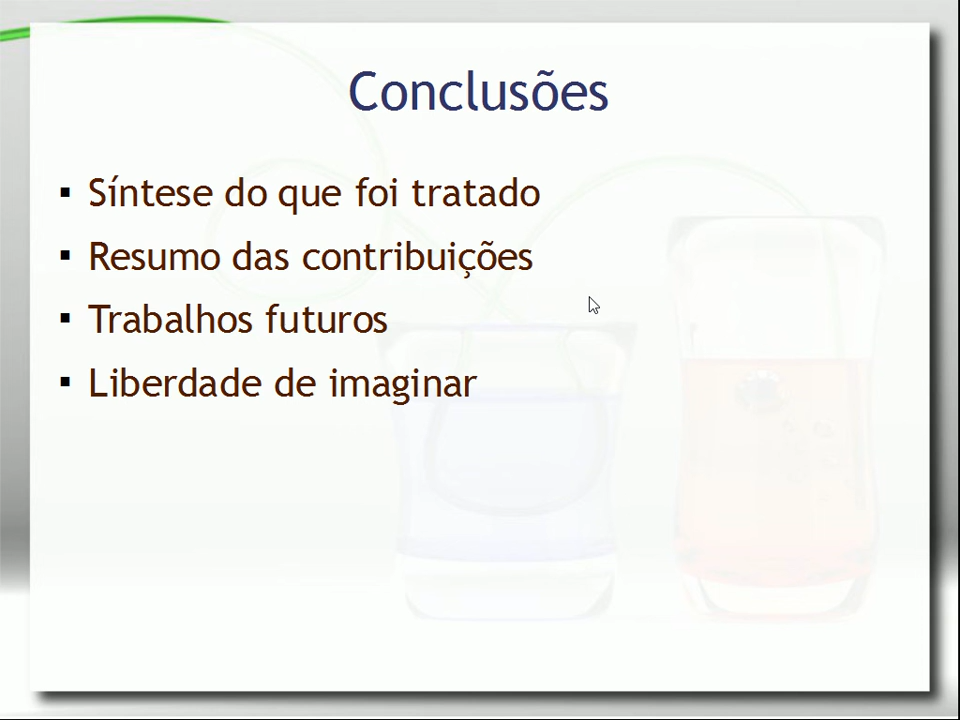 Conclusões
▪ Síntese do que foi tratado
▪ Resumo das contribuições
▪ Trabalhos futuros
▪ Liberdade de imaginar